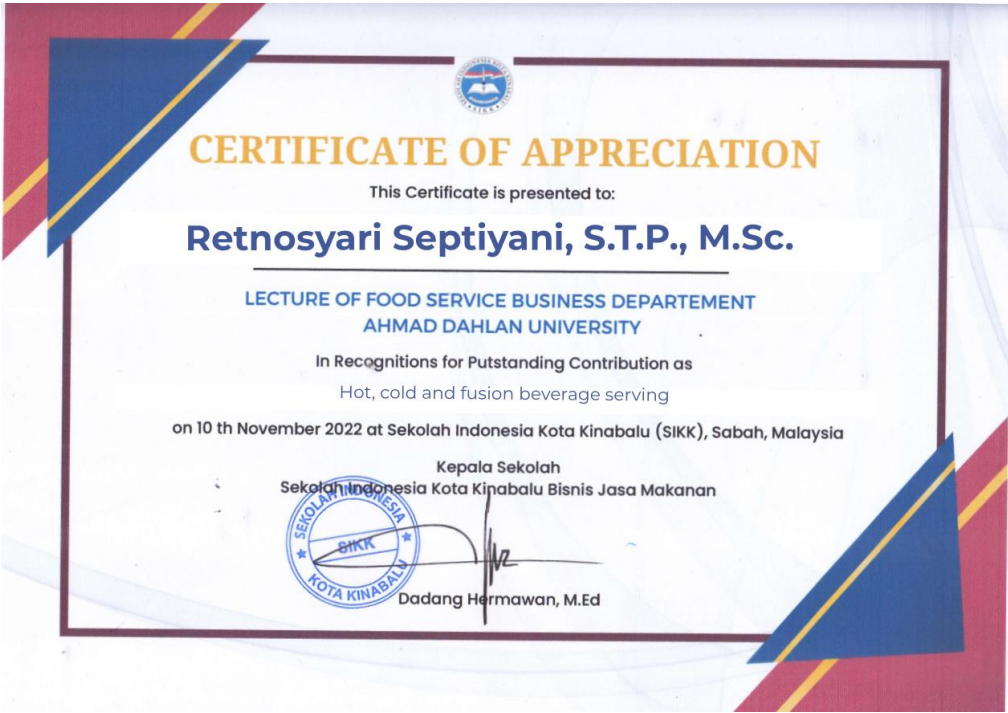 CERTIFICATE OF APPRECIATION
This Certificate is presented to:
Retnosyari Septiyani, S.T.P., M.Sc.
LECTURE OF FOOD SERVICE BUSINESS DEPARTEMENT
AHMAD DAHLAN UNIVERSITY
In Recognitions for Putstanding Contribution as
Hot, cold and fusion beverage serving
on 10 th November 2022 at Sekolah Indonesia Kota Kinabalu (SIKK), Sabah, Malaysia
Kepala Sekolah
Sekolah Indonesia Kota Kinabalu Bisnis Jasa Makanan
SEKOLAH INDONESIA
SIKK
KOTA KINABALU
Dadang Hermawan, M.Ed